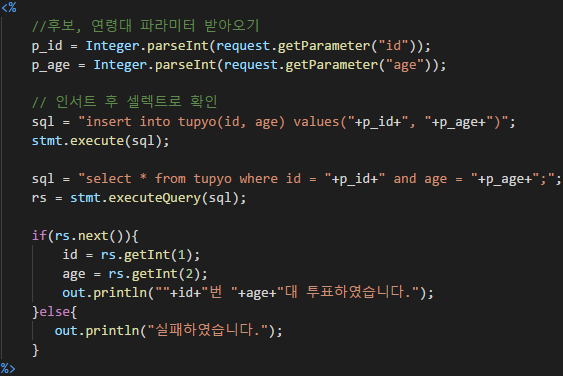 <%
//후보, 연령대 파라미터 받아오기
p_id = Integer.parseInt(request.getParameter("id"));
p_age = Integer.parseInt(request.getParameter("age"));
// 인서트 후 셀렉트로 확인
sql = "insert into tupyo(id, age) values("+p_id+", "+p_age+")";
stmt.execute(sql);
sql = "select * from tupyo where id = "+p_id+" and age = "+p_age+";";
rs = stmt.executeQuery(sql);
if(rs.next()){
id = rs.getInt(1);
age = rs.getInt(2);
out.println(""+id+"번 "+age+"대 투표하였습니다.");
}else{
out.println("실패하였습니다.");
}
%>